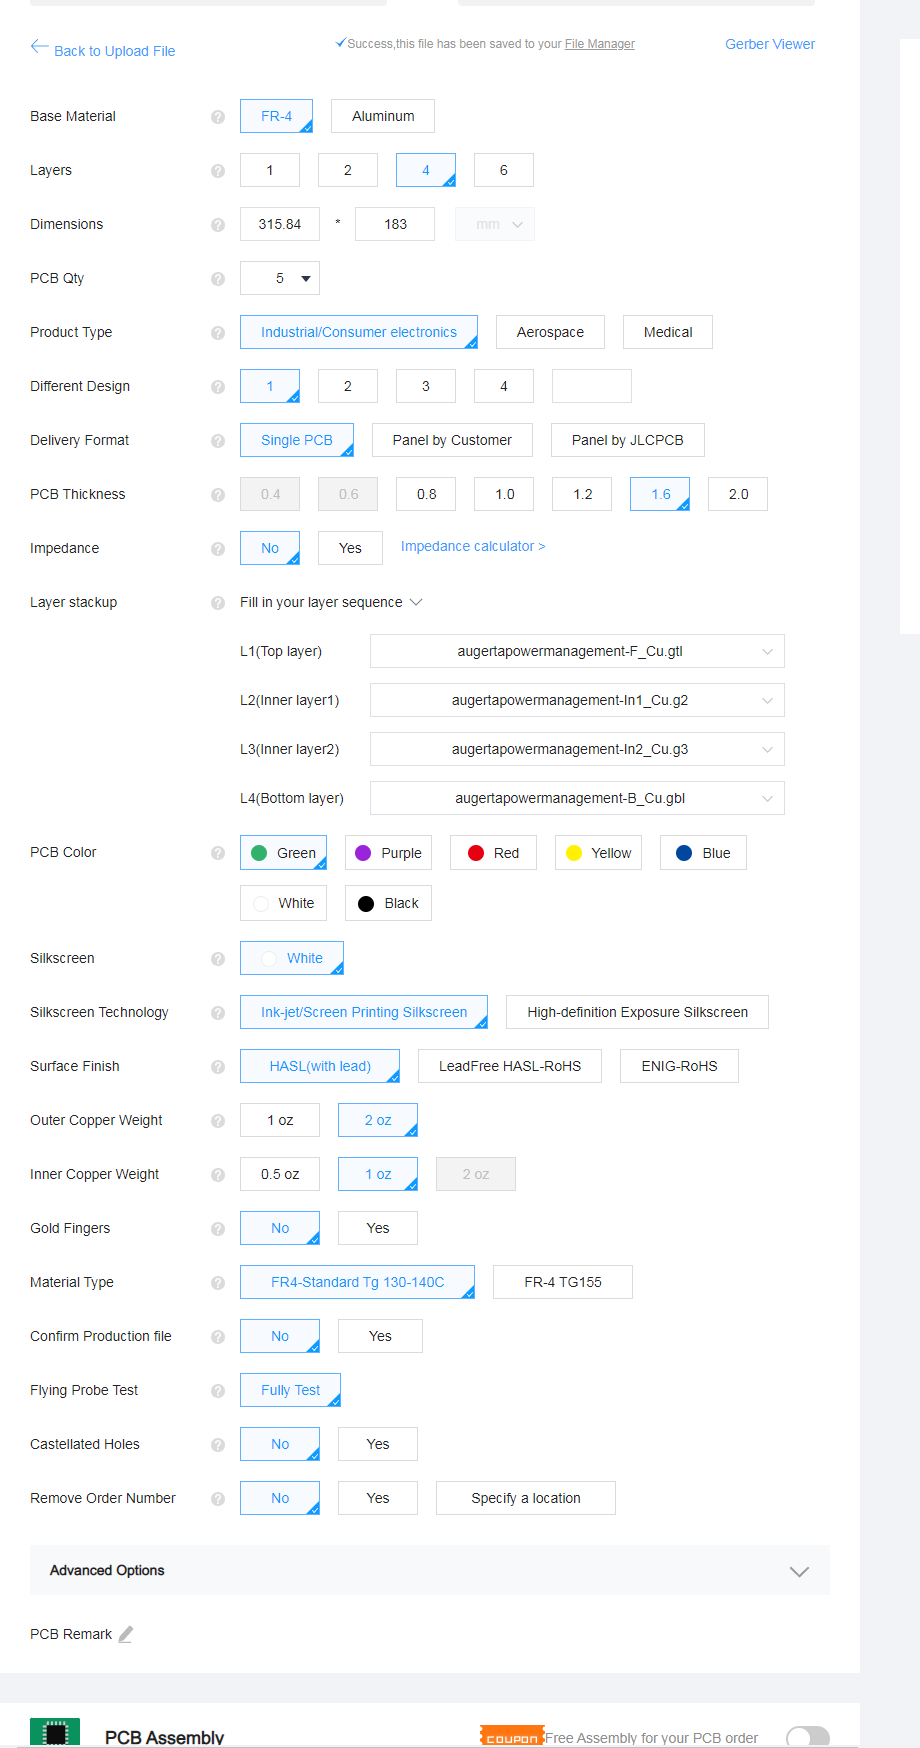 Back to Upload File Success,this file has been saved to your File Manager Gerber Viewer
Base Material ? FR-4 Aluminum
Layers ? 1 2 4 6
Dimensions ? 315.84 * 183 mm
PCB Qty ? 5
Product Type ? Industrial/Consumer electronics Aerospace Medical
Different Design ? 1 2 3 4
Delivery Format ? Single PCB Panel by Customer Panel by JLCPCB
PCB Thickness ? 0.4 0.6 0.8 1.0 1.2 1.6 2.0
Impedance ? No Yes Impedance calculator >
Layer stackup ? Fill in your layer sequence
L1(Top layer) augertapowermanagement-F_Cu.gtl
L2(Inner layer1) augertapowermanagement-In1_Cu.g2
L3(Inner layer2) augertapowermanagement-In2_Cu.g3
L4(Bottom layer) augertapowermanagement-B_Cu.gbl
PCB Color ? Green Purple Red Yellow Blue
White Black
Silkscreen ? White
Silkscreen Technology ? Ink-jet/Screen Printing Silkscreen High-definition Exposure Silkscreen
Surface Finish ? HASL(with lead) LeadFree HASL-RoHS ENIG-RoHS
Outer Copper Weight ? 1 oz 2 oz
Inner Copper Weight ? 0.5 oz 1 oz 2 oz
Gold Fingers ? No Yes
Material Type ? FR4-Standard Tg 130-140C FR-4 TG155
Confirm Production file ? No Yes
Flying Probe Test ? Fully Test
Castellated Holes ? No Yes
Remove Order Number ? No Yes Specify a location
Advanced Options
PCB Remark
PCB Assembly COUPON Free Assembly for your PCB order